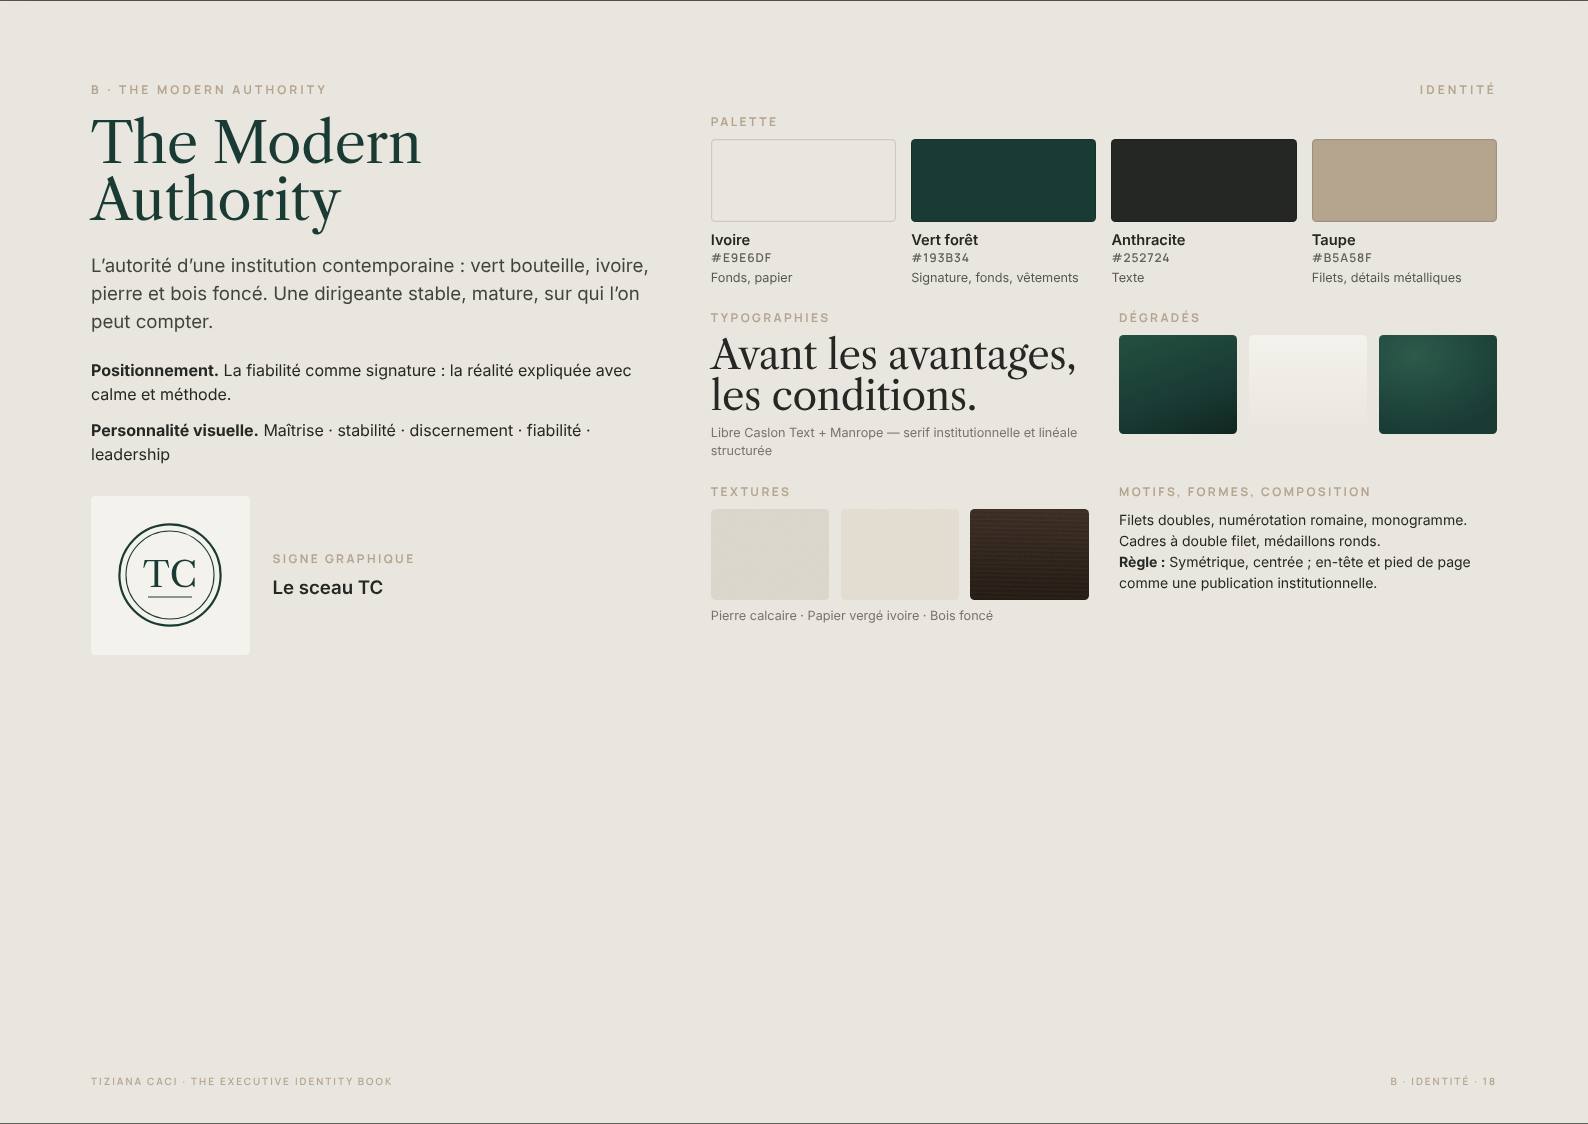 B · THE MODERN AUTHORITY
IDENTITÉ
The Modern
Authority
L’autorité d’une institution contemporaine : vert bouteille, ivoire,
pierre et bois foncé. Une dirigeante stable, mature, sur qui l’on
peut compter.
Positionnement. La fiabilité comme signature : la réalité expliquée avec
calme et méthode.
Personnalité visuelle. Maîtrise · stabilité · discernement · fiabilité ·
leadership
TC
SIGNE GRAPHIQUE
Le sceau TC
PALETTE
Ivoire
#E9E6DF
Fonds, papier
Vert forêt
#193B34
Signature, fonds, vêtements
Anthracite
#252724
Texte
Taupe
#B5A58F
Filets, détails métalliques
TYPOGRAPHIES
Avant les avantages,
les conditions.
Libre Caslon Text + Manrope — serif institutionnelle et linéale
structurée
DÉGRADÉS
TEXTURES
Pierre calcaire · Papier vergé ivoire · Bois foncé
MOTIFS, FORMES, COMPOSITION
Filets doubles, numérotation romaine, monogramme.
Cadres à double filet, médaillons ronds.
Règle : Symétrique, centrée ; en-tête et pied de page
comme une publication institutionnelle.
TIZIANA CACI · THE EXECUTIVE IDENTITY BOOK
B · IDENTITÉ · 18